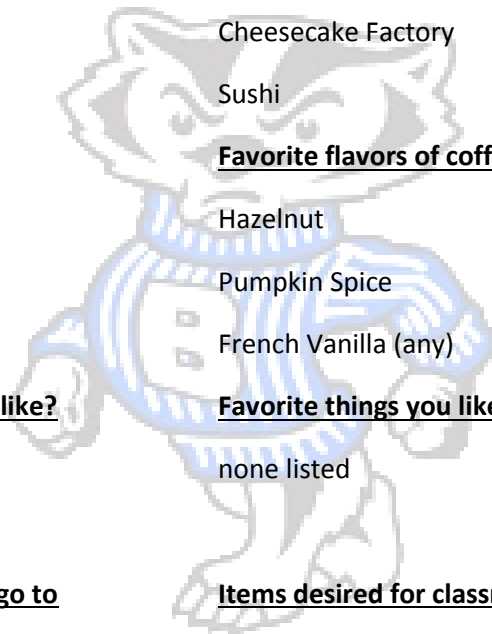 Cheesecake Factory
Sushi
Favorite flavors of coff
Hazelnut
Pumpkin Spice
French Vanilla (any)
like? Favorite things you like
none listed
go to Items desired for class